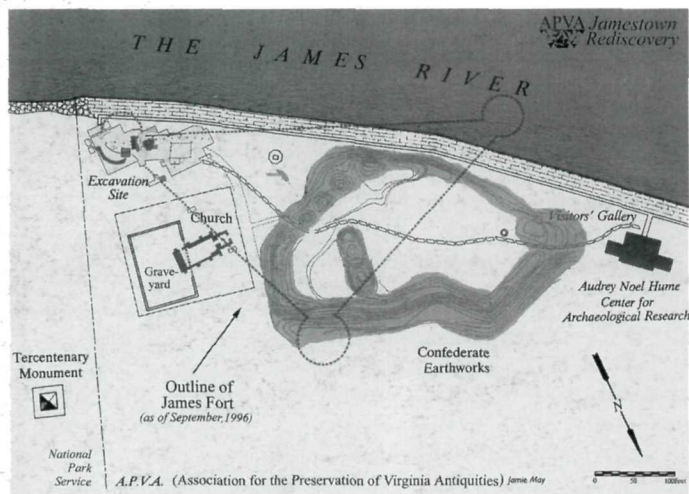 APVA Jamestown
Rediscovery
THE JAMES RIVER
Excavation
Site
Church
Grave-
yard
Visitors' Gallery
Audrey Noel Hume
Center for
Archaeological Research
Confederate
Earthworks
Tercentenary
Monument
Outline of
James Fort
(as of September, 1996)
N
National
Park
Service
A.P.V.A. (Association for the Preservation of Virginia Antiquities) Jamie May
0 50 100 feet